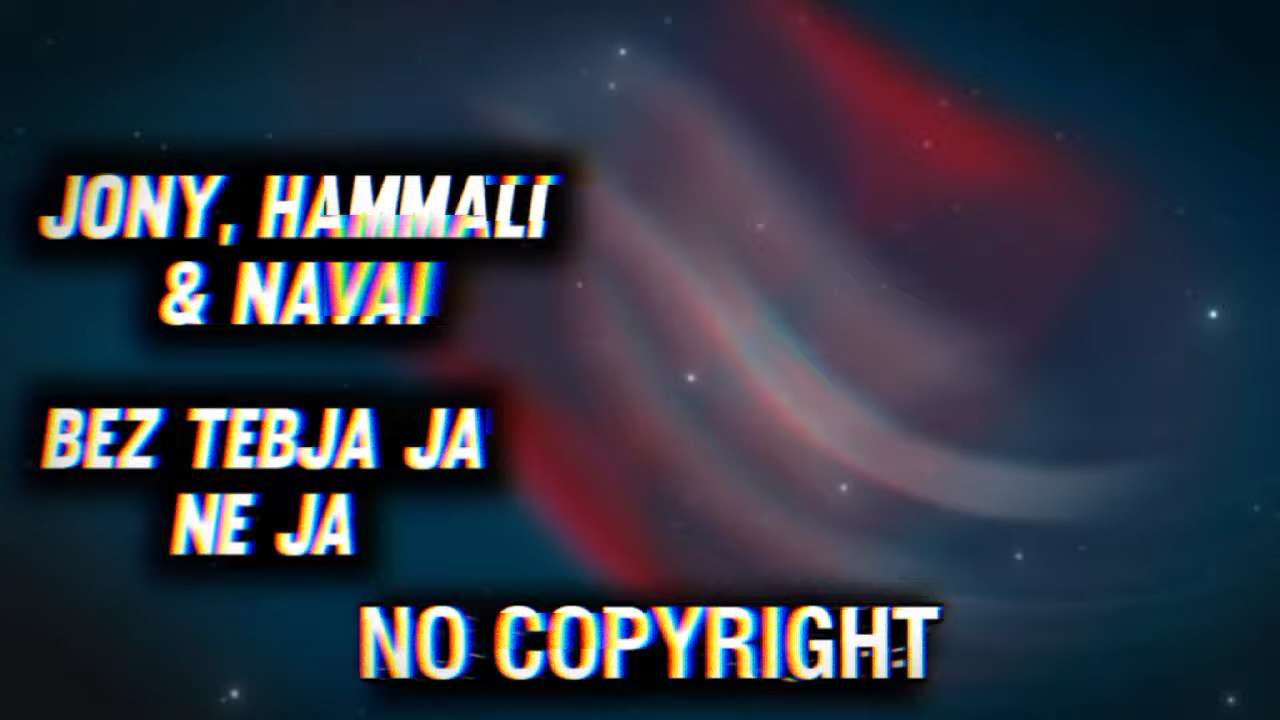 JONY, HAMMALI
& NAVAI
BEZ TEBJA JA
NE JA
NO COPYRIGHT